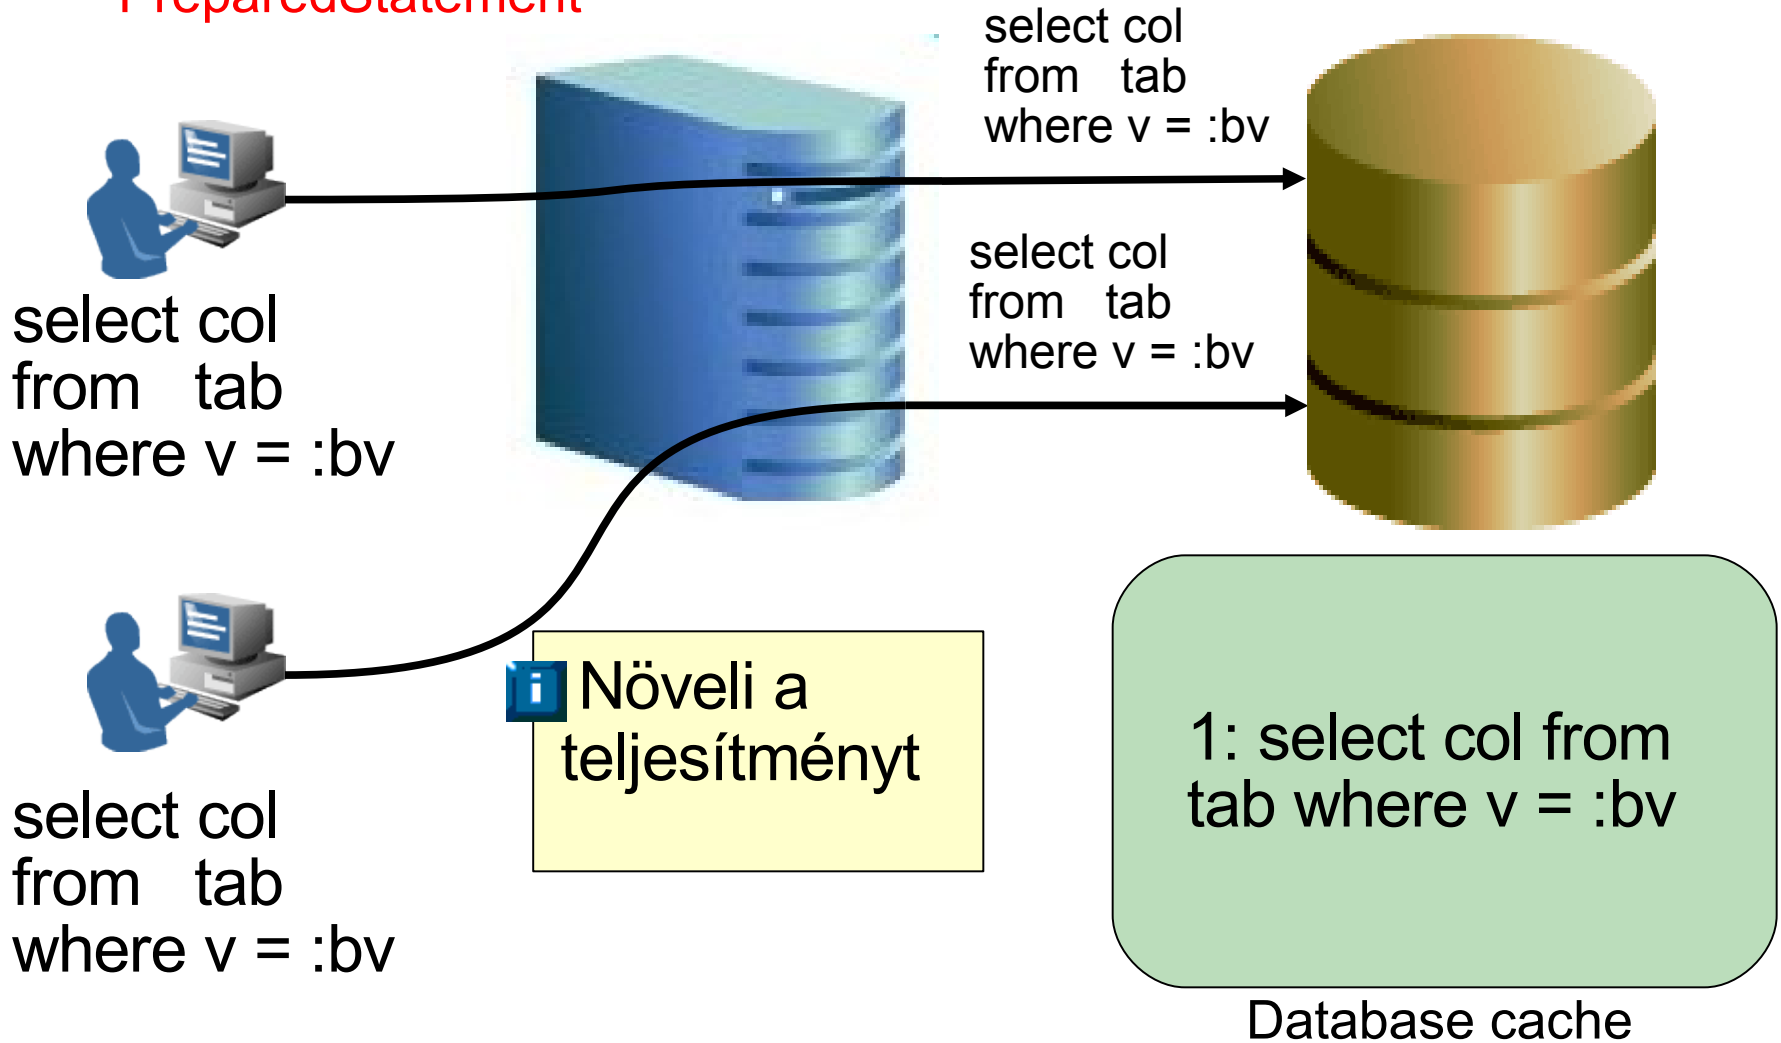 PreparedStatement
select col
from tab
where v = :bv
select col
from tab
where v = :bv
select col
from tab
where v = :bv
select col
from tab
where v = :bv
i Növeli a
teljesítményt
1: select col from
tab where v = :bv
Database cache